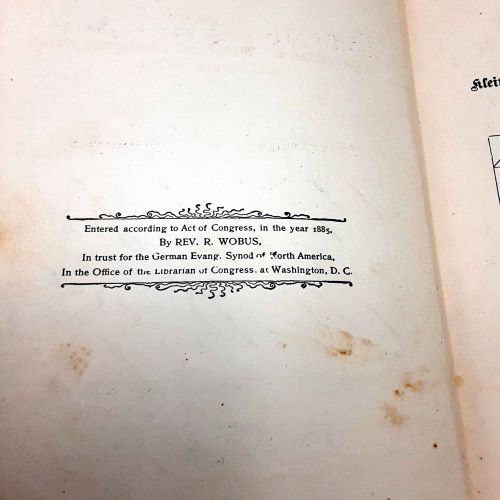 Entered according to Act of Congress, in the year 1885,
By REV. R. WOBUS,
In trust for the German Evang. Synod of North America,
In the Office of the Librarian of Congress. at Washington, D. C.